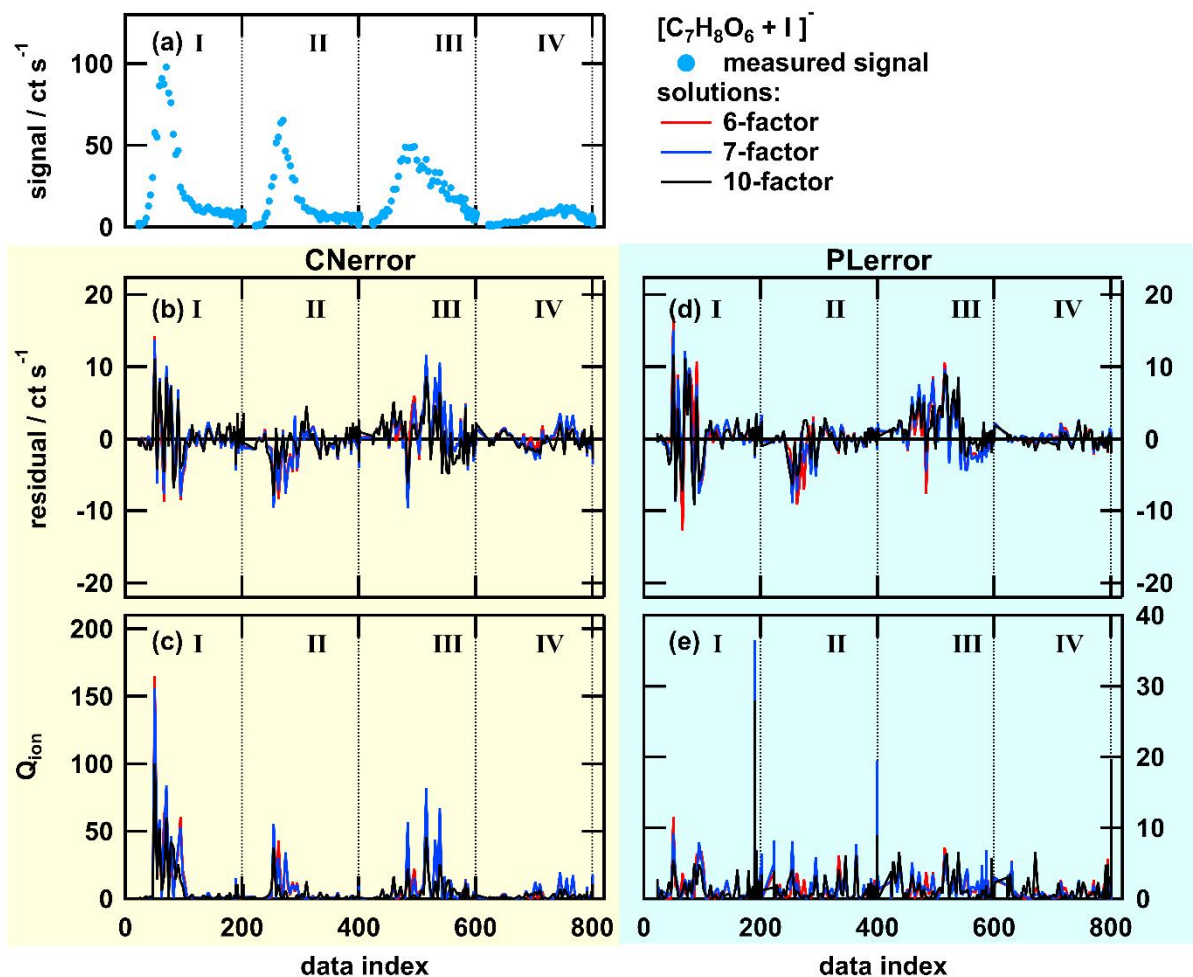 (a) I II III IV
signal / ct s⁻¹
100
50
0
[C₇H₈O₆ + I ]⁻
measured signal
solutions:
6-factor
7-factor
10-factor
CNerror
(b) I II III IV
residual / ct s⁻¹
20
10
0
-10
-20
PLerror
(d) I II III IV
20
10
0
-10
-20
(c) I II III IV
Qion
200
150
100
50
0
0 200 400 600 800
data index
(e) I II III IV
40
30
20
10
0
0 200 400 600 800
data index